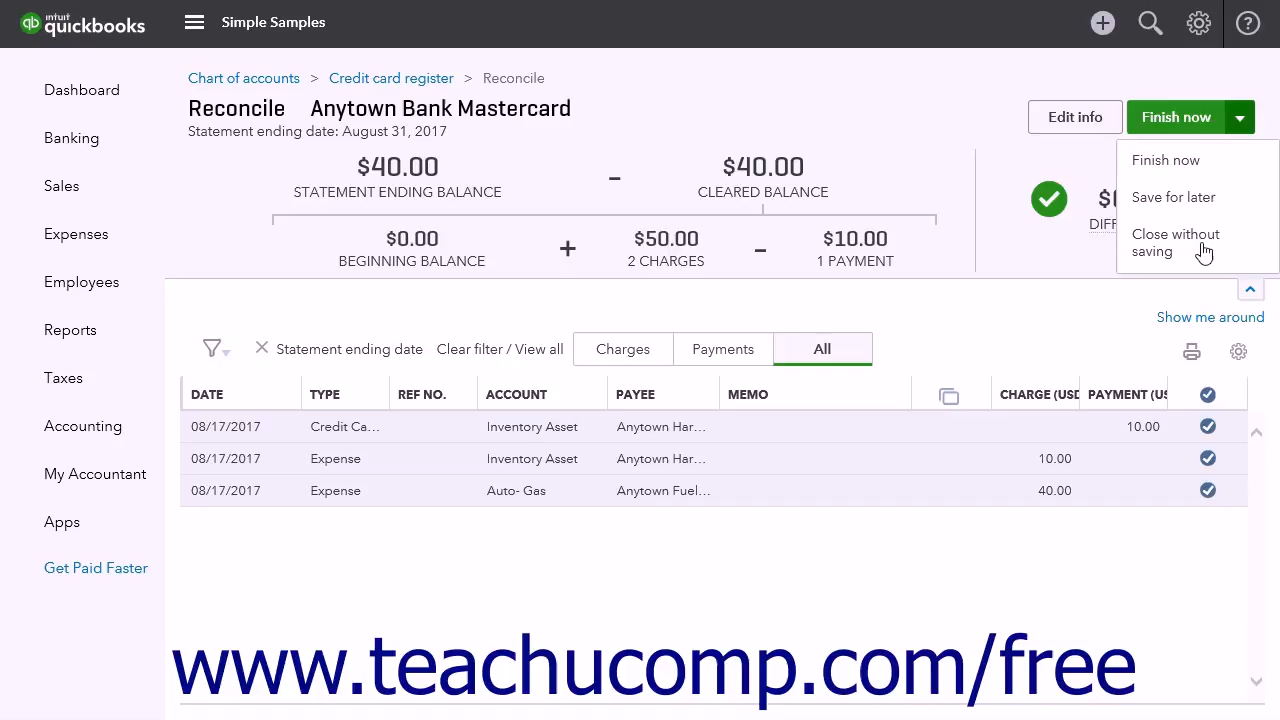 intuit
quickbooks
Simple Samples
Dashboard
Banking
Sales
Expenses
Employees
Reports
Taxes
Accounting
My Accountant
Apps
Get Paid Faster
Chart of accounts > Credit card register > Reconcile
Reconcile Anytown Bank Mastercard
Statement ending date: August 31, 2017
Edit info
Finish now
Finish now
Save for later
Close without
saving
$40.00 - $40.00
STATEMENT ENDING BALANCE CLEARED BALANCE
$0.00 + $50.00 - $10.00
BEGINNING BALANCE 2 CHARGES 1 PAYMENT
Show me around
Statement ending date Clear filter / View all Charges Payments All
DATE TYPE REF NO. ACCOUNT PAYEE MEMO CHARGE (USD PAYMENT (US
08/17/2017 Credit Ca... Inventory Asset Anytown Har... 10.00
08/17/2017 Expense Inventory Asset Anytown Har... 10.00
08/17/2017 Expense Auto- Gas Anytown Fuel... 40.00
www.teachucomp.com/free